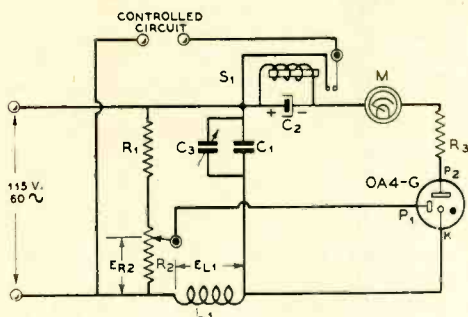 CONTROLLED
CIRCUIT
S1
M
+ C2 -
R1
C3
C1
R3
OA4-G
P2
P1
K
115 V.
60 ~
ER2
R2
EL1
L1